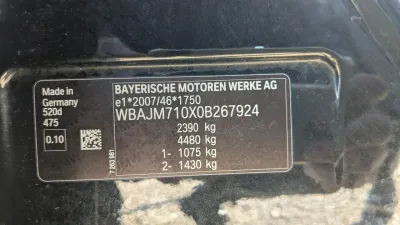 Made in
Germany
520d
475
0.10
BAYERISCHE MOTOREN WERKE AG
e1*2007/46*1750
WBAJM710X0B267924
2390 kg
4480 kg
1- 1075 kg
2- 1430 kg